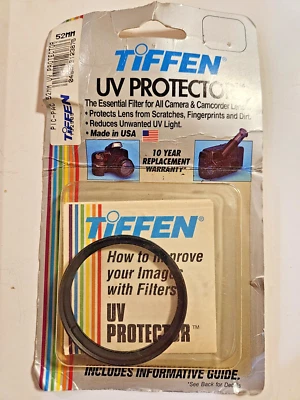 52MM
TIFFEN®
UV PROTECTOR
The Essential Filter for All Camera & Camcorder Lens
• Protects Lens from Scratches, Fingerprints and Dirt.
• Reduces Unwanted UV Light.
• Made in USA
10 YEAR
REPLACEMENT
WARRANTY*
TIFFEN®
How to Improve
your Images
with Filters
UV
PROTECTOR™
INCLUDES INFORMATIVE GUIDE.
*See Back for Details.